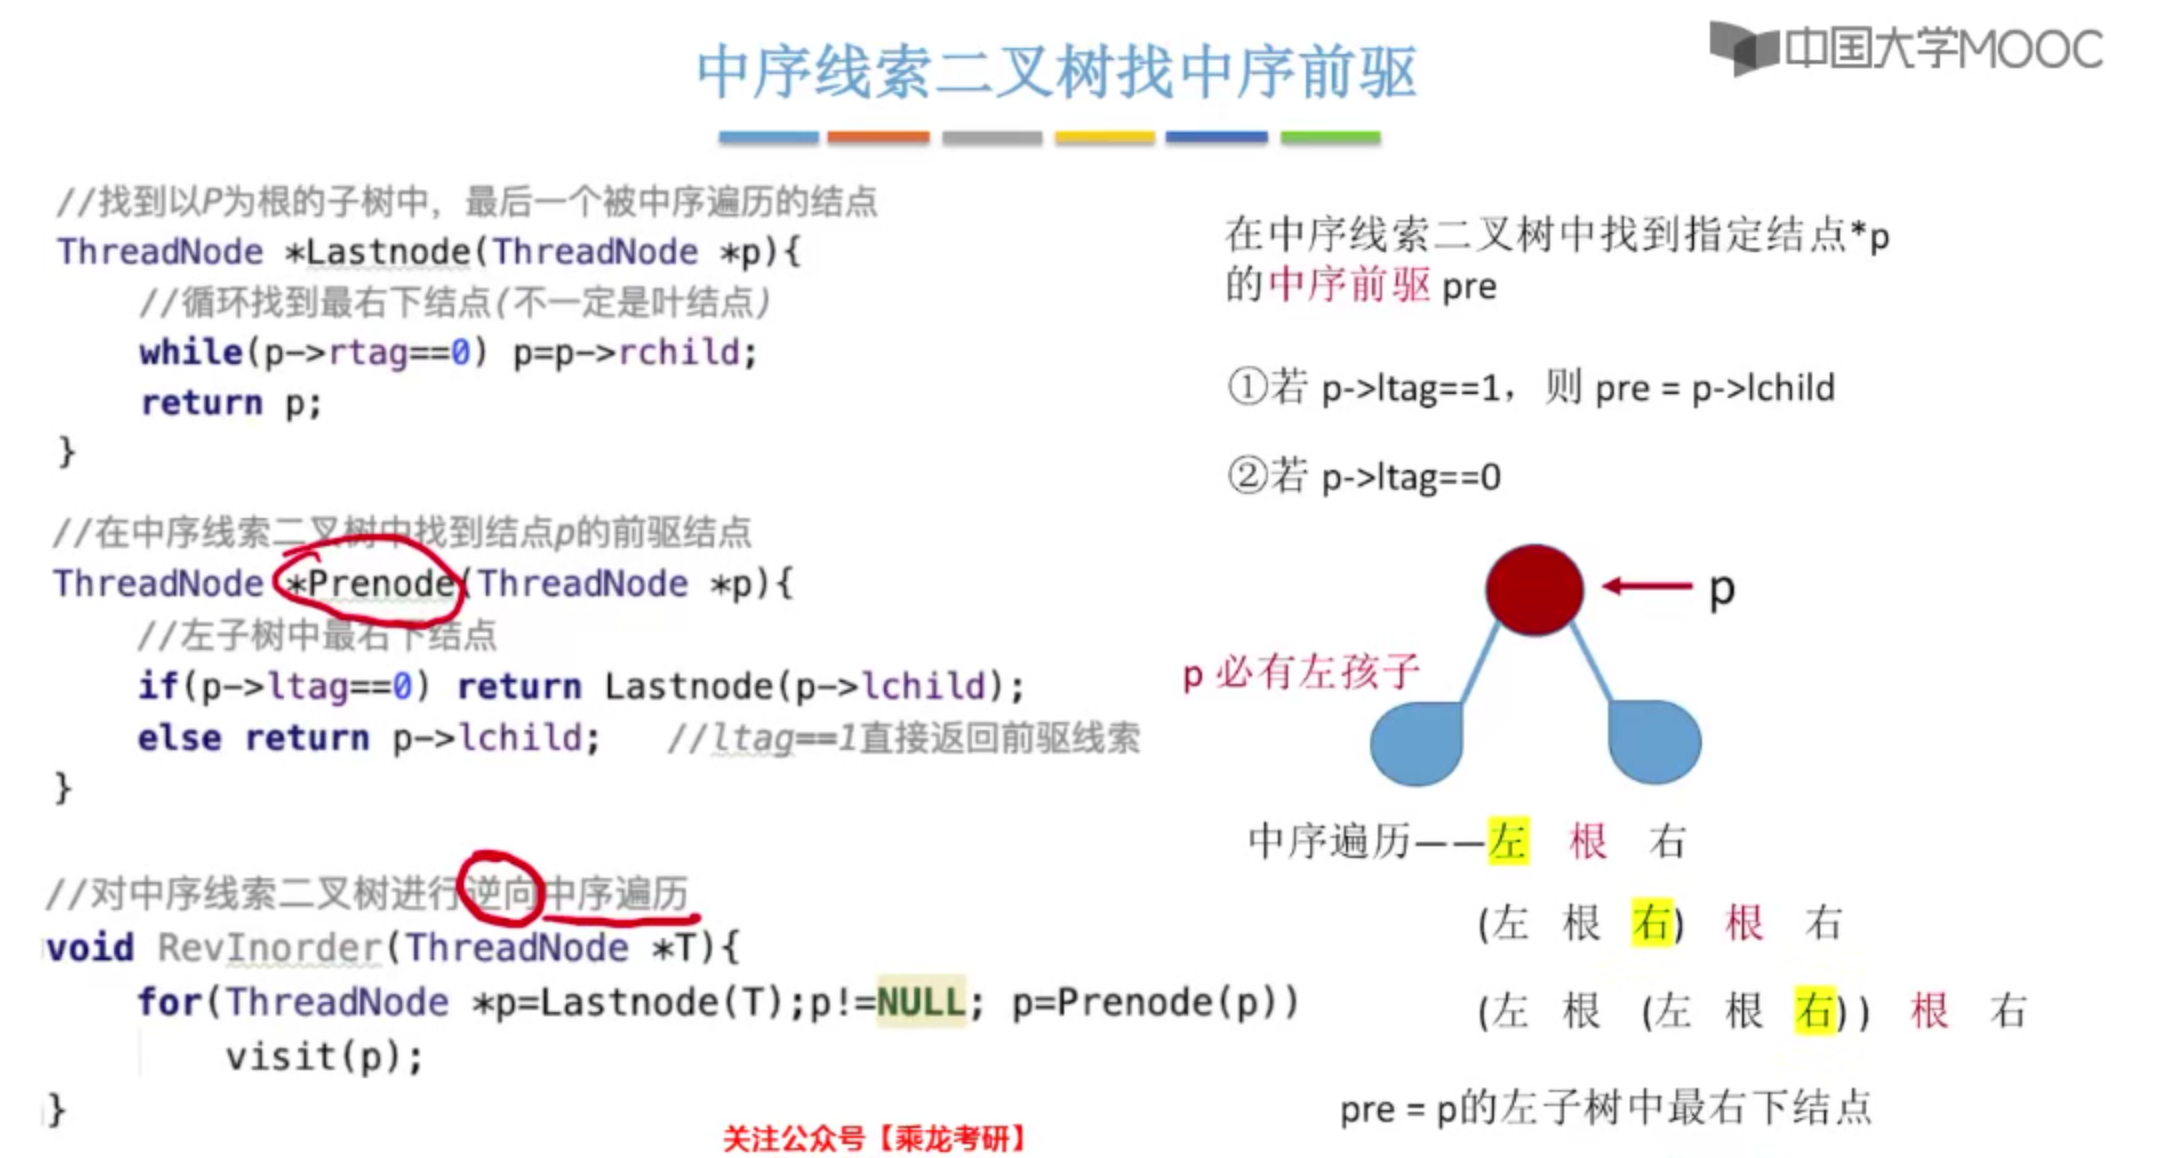 中序线索二叉树找中序前驱
中国大学MOOC
//找到以P为根的子树中，最后一个被中序遍历的结点
ThreadNode *Lastnode(ThreadNode *p){
//循环找到最右下结点(不一定是叶结点)
while(p->rtag==0) p=p->rchild;
return p;
}
//在中序线索二叉树中找到结点p的前驱结点
ThreadNode *Prenode(ThreadNode *p){
//左子树中最右下结点
if(p->ltag==0) return Lastnode(p->lchild);
else return p->lchild; //ltag==1直接返回前驱线索
}
//对中序线索二叉树进行逆向中序遍历
void RevInorder(ThreadNode *T){
for(ThreadNode *p=Lastnode(T);p!=NULL; p=Prenode(p))
visit(p);
}
在中序线索二叉树中找到指定结点*p
的中序前驱 pre
①若 p->ltag==1，则 pre = p->lchild
②若 p->ltag==0
p
p 必有左孩子
中序遍历——左 根 右
(左 根 右) 根 右
(左 根 (左 根 右)) 根 右
pre = p的左子树中最右下结点
关注公众号【乘龙考研】